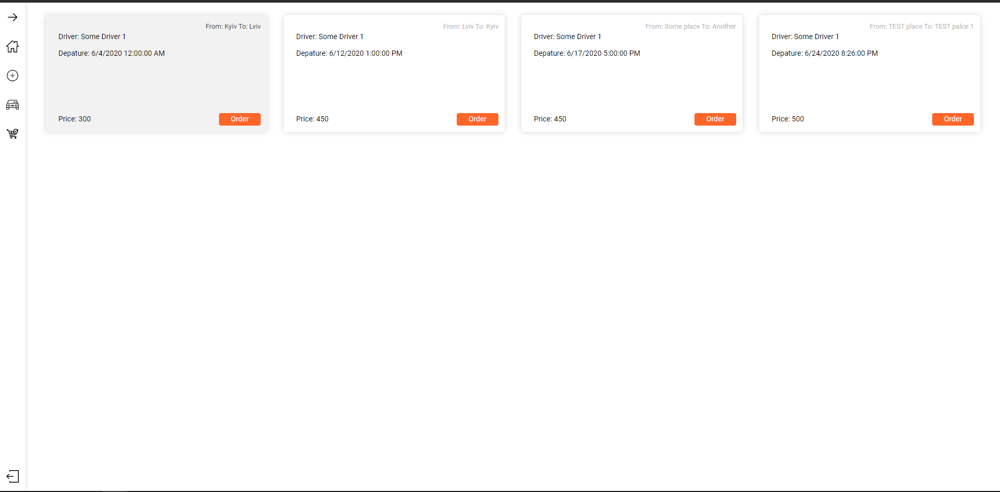 From: Kyiv To: Lviv
Driver: Some Driver 1
Depature: 6/4/2020 12:00:00 AM
Price: 300
Order
From: Lviv To: Kyiv
Driver: Some Driver 1
Depature: 6/12/2020 1:00:00 PM
Price: 450
Order
From: Some place To: Another
Driver: Some Driver 1
Depature: 6/17/2020 5:00:00 PM
Price: 450
Order
From: TEST place To: TEST palce 1
Driver: Some Driver 1
Depature: 6/24/2020 8:26:00 PM
Price: 500
Order